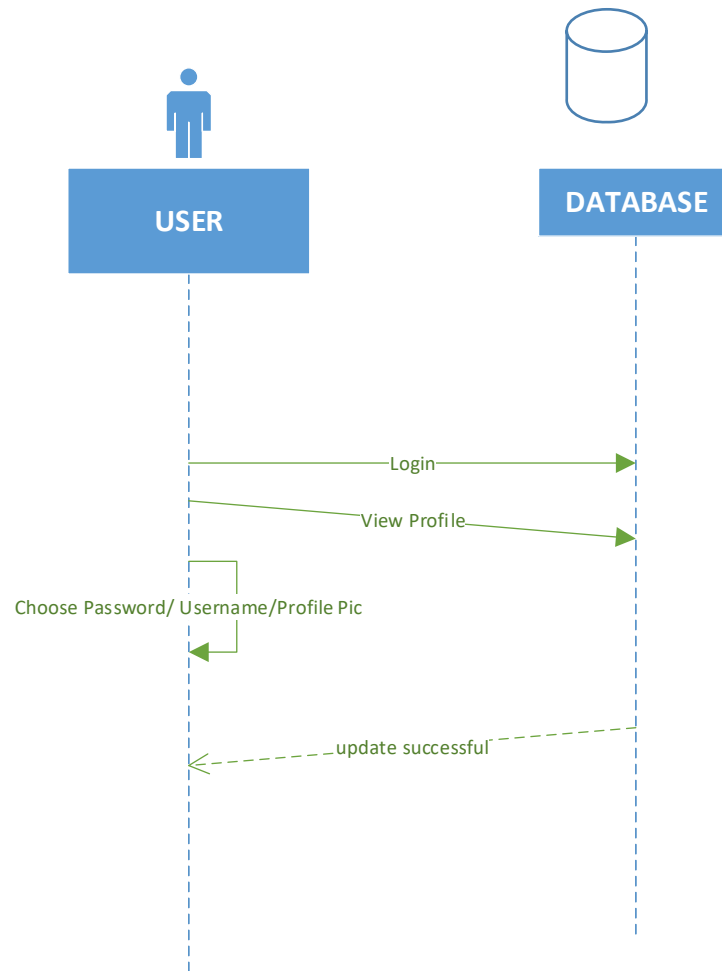 USER
DATABASE
Login
View Profile
Choose Password/ Username/Profile Pic
update successful